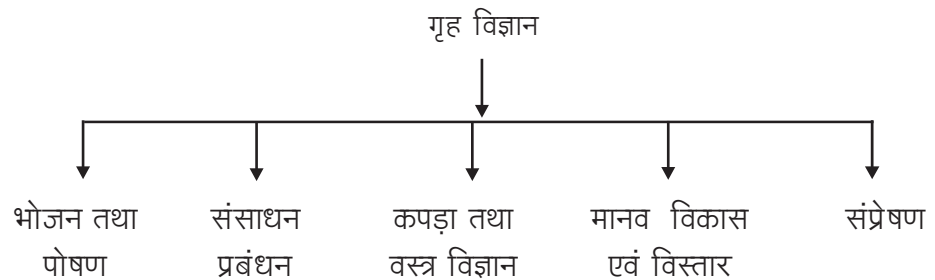 गृह विज्ञान
भोजन तथा
पोषण
संसाधन
प्रबंधन
कपड़ा तथा
वस्त्र विज्ञान
मानव विकास
एवं विस्तार
संप्रेषण